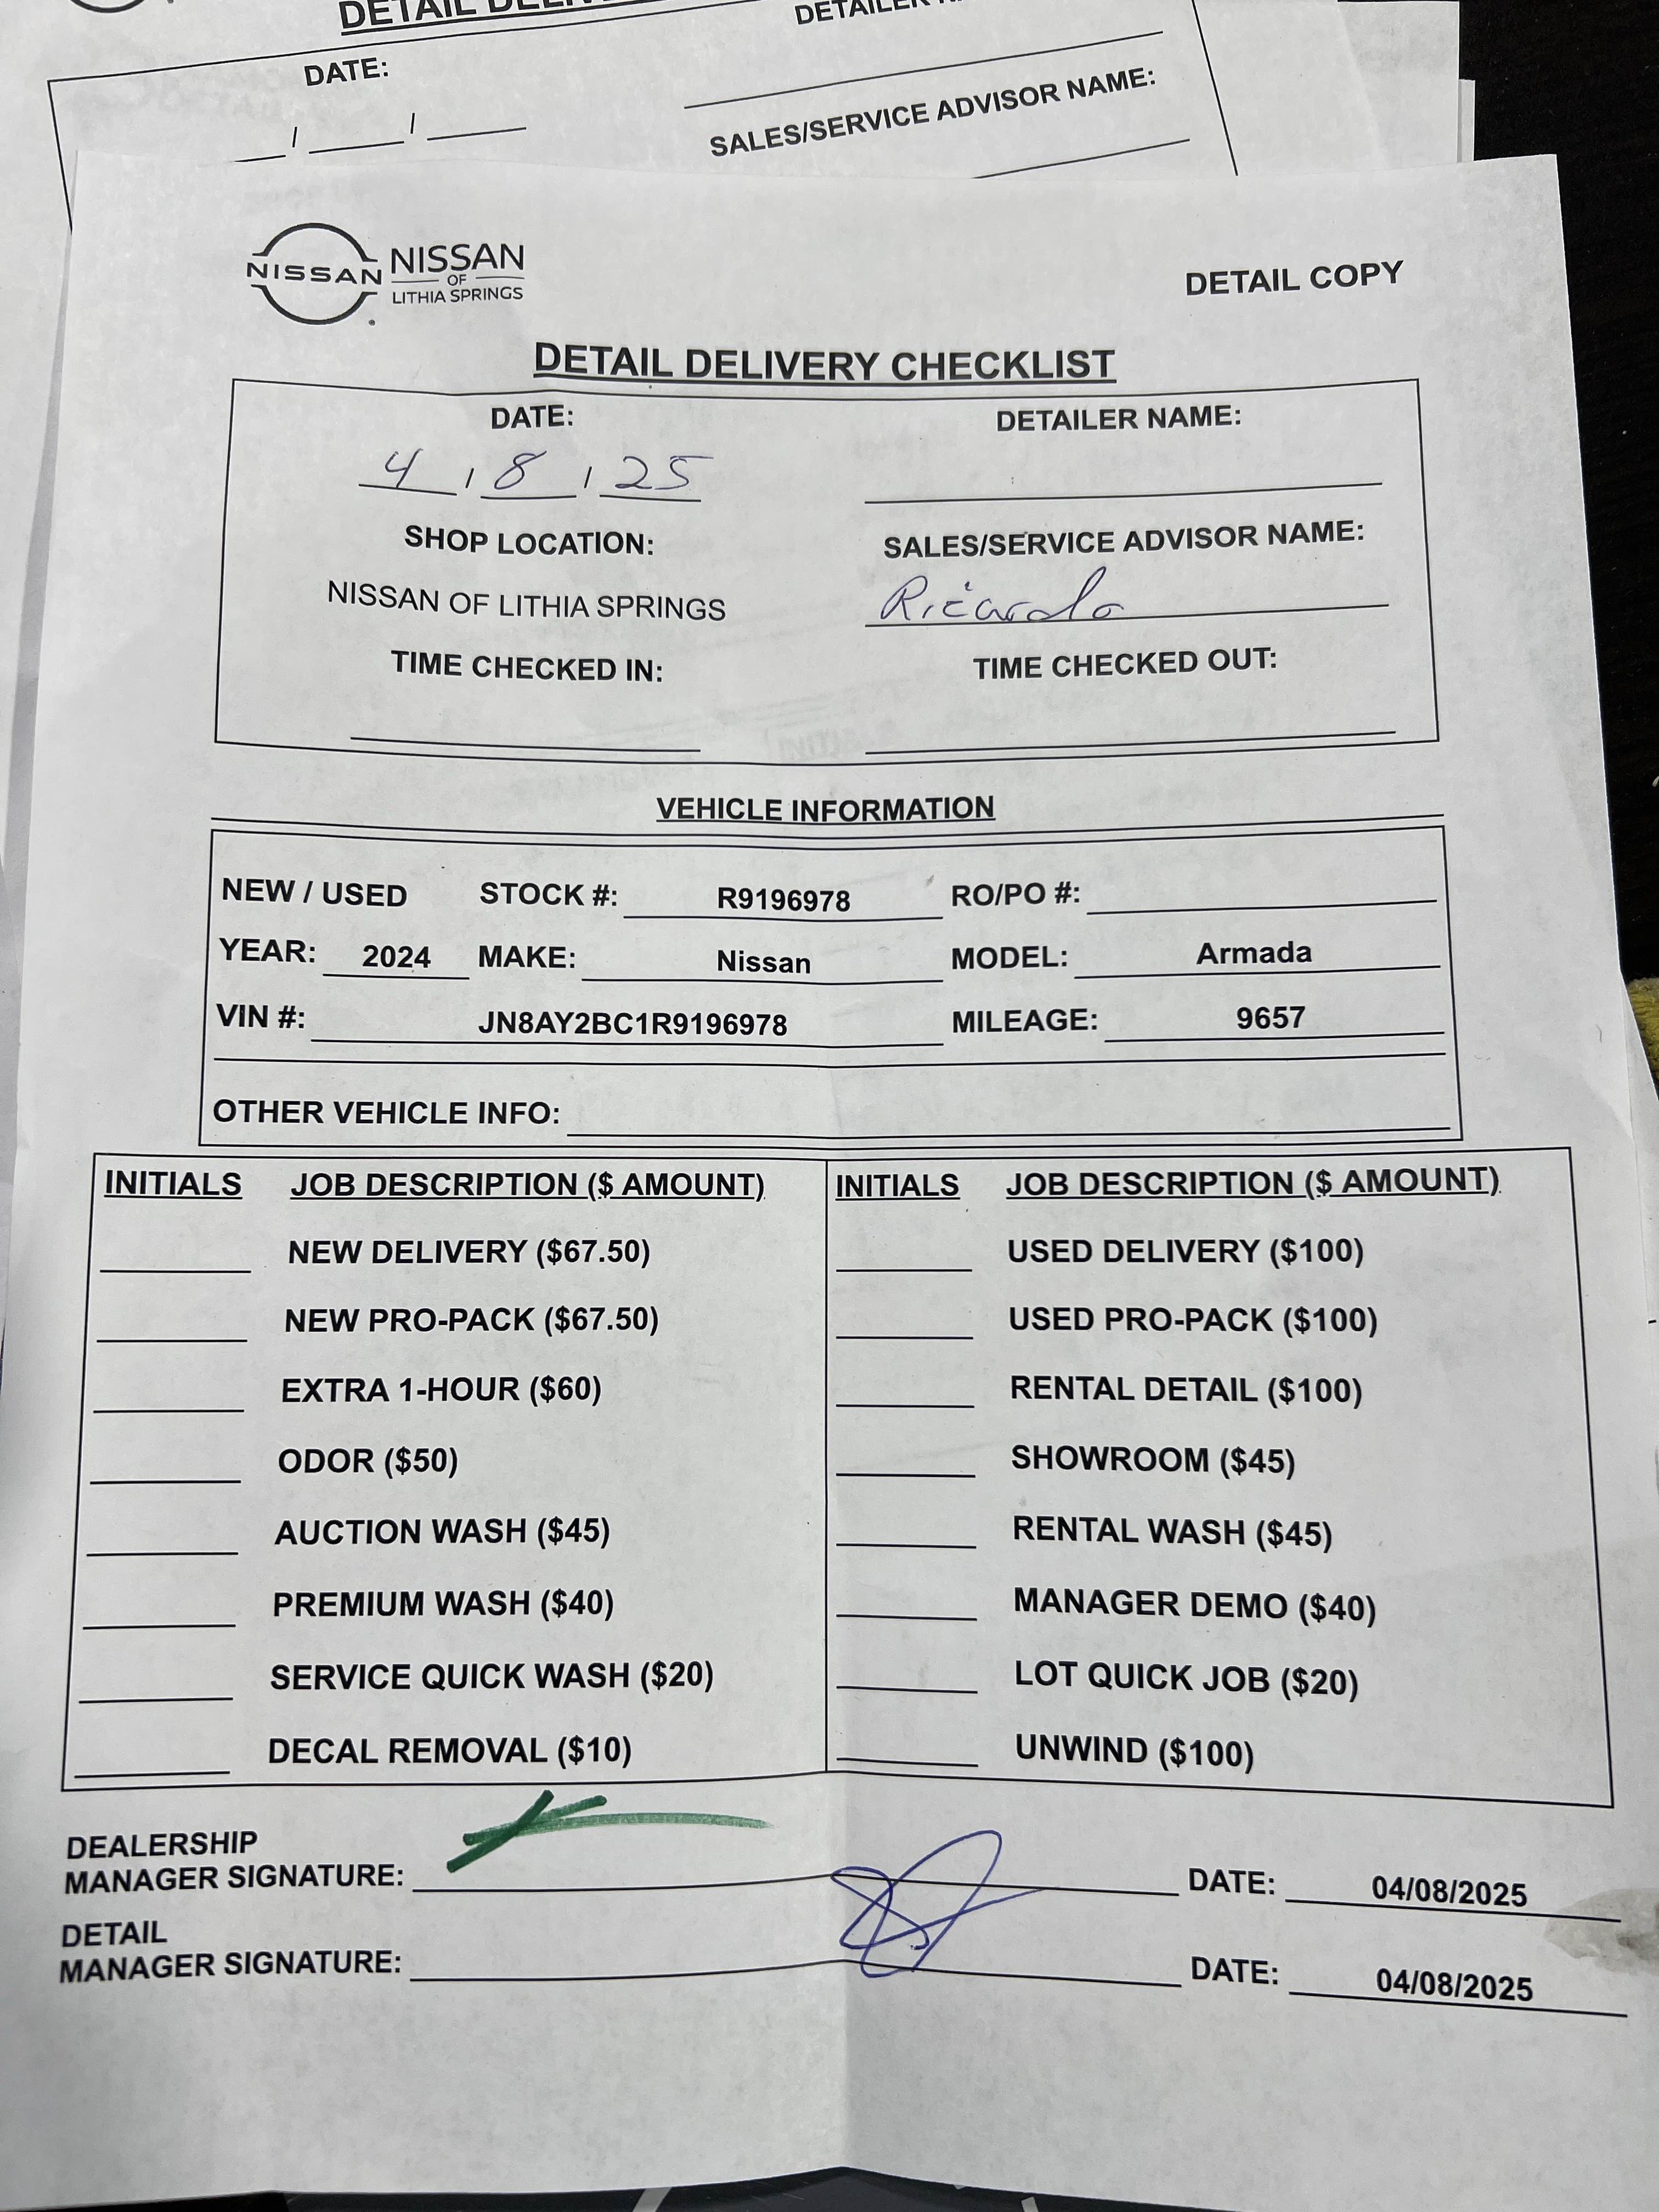 DETAIL DELIV
DATE:
/ /
SALES/SERVICE ADVISOR NAME:
NISSAN NISSAN
OF
LITHIA SPRINGS
DETAIL COPY
DETAIL DELIVERY CHECKLIST
DATE: DETAILER NAME:
4 / 8 / 25
SHOP LOCATION: SALES/SERVICE ADVISOR NAME:
NISSAN OF LITHIA SPRINGS Ricardo
TIME CHECKED IN: TIME CHECKED OUT:
VEHICLE INFORMATION
NEW / USED STOCK #: R9196978 RO/PO #:
YEAR: 2024 MAKE: Nissan MODEL: Armada
VIN #: JN8AY2BC1R9196978 MILEAGE: 9657
OTHER VEHICLE INFO:
INITIALS JOB DESCRIPTION ($ AMOUNT) INITIALS JOB DESCRIPTION ($ AMOUNT)
NEW DELIVERY ($67.50) USED DELIVERY ($100)
NEW PRO-PACK ($67.50) USED PRO-PACK ($100)
EXTRA 1-HOUR ($60) RENTAL DETAIL ($100)
ODOR ($50) SHOWROOM ($45)
AUCTION WASH ($45) RENTAL WASH ($45)
PREMIUM WASH ($40) MANAGER DEMO ($40)
SERVICE QUICK WASH ($20) LOT QUICK JOB ($20)
DECAL REMOVAL ($10) UNWIND ($100)
DEALERSHIP
MANAGER SIGNATURE: DATE: 04/08/2025
DETAIL
MANAGER SIGNATURE: DATE: 04/08/2025